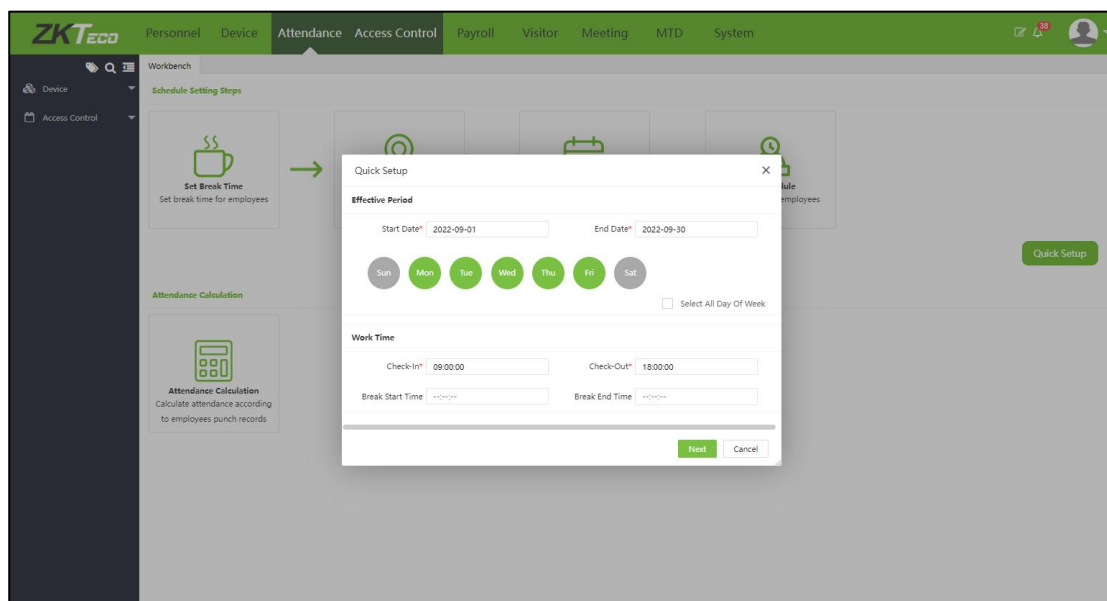 ZKTECO
Personnel Device Attendance Access Control Payroll Visitor Meeting MTD System
38
Workbench
Device
Access Control
Schedule Setting Steps
Set Break Time
Set break time for employees
employees
Quick Setup
Quick Setup
Effective Period
Start Date* 2022-09-01 End Date* 2022-09-30
Sun Mon Tue Wed Thu Fri Sat
Select All Day Of Week
Work Time
Check-In* 09:00:00 Check-Out* 18:00:00
Break Start Time --:--:-- Break End Time --:--:--
Next Cancel
Attendance Calculation
Attendance Calculation
Calculate attendance according
to employees punch records